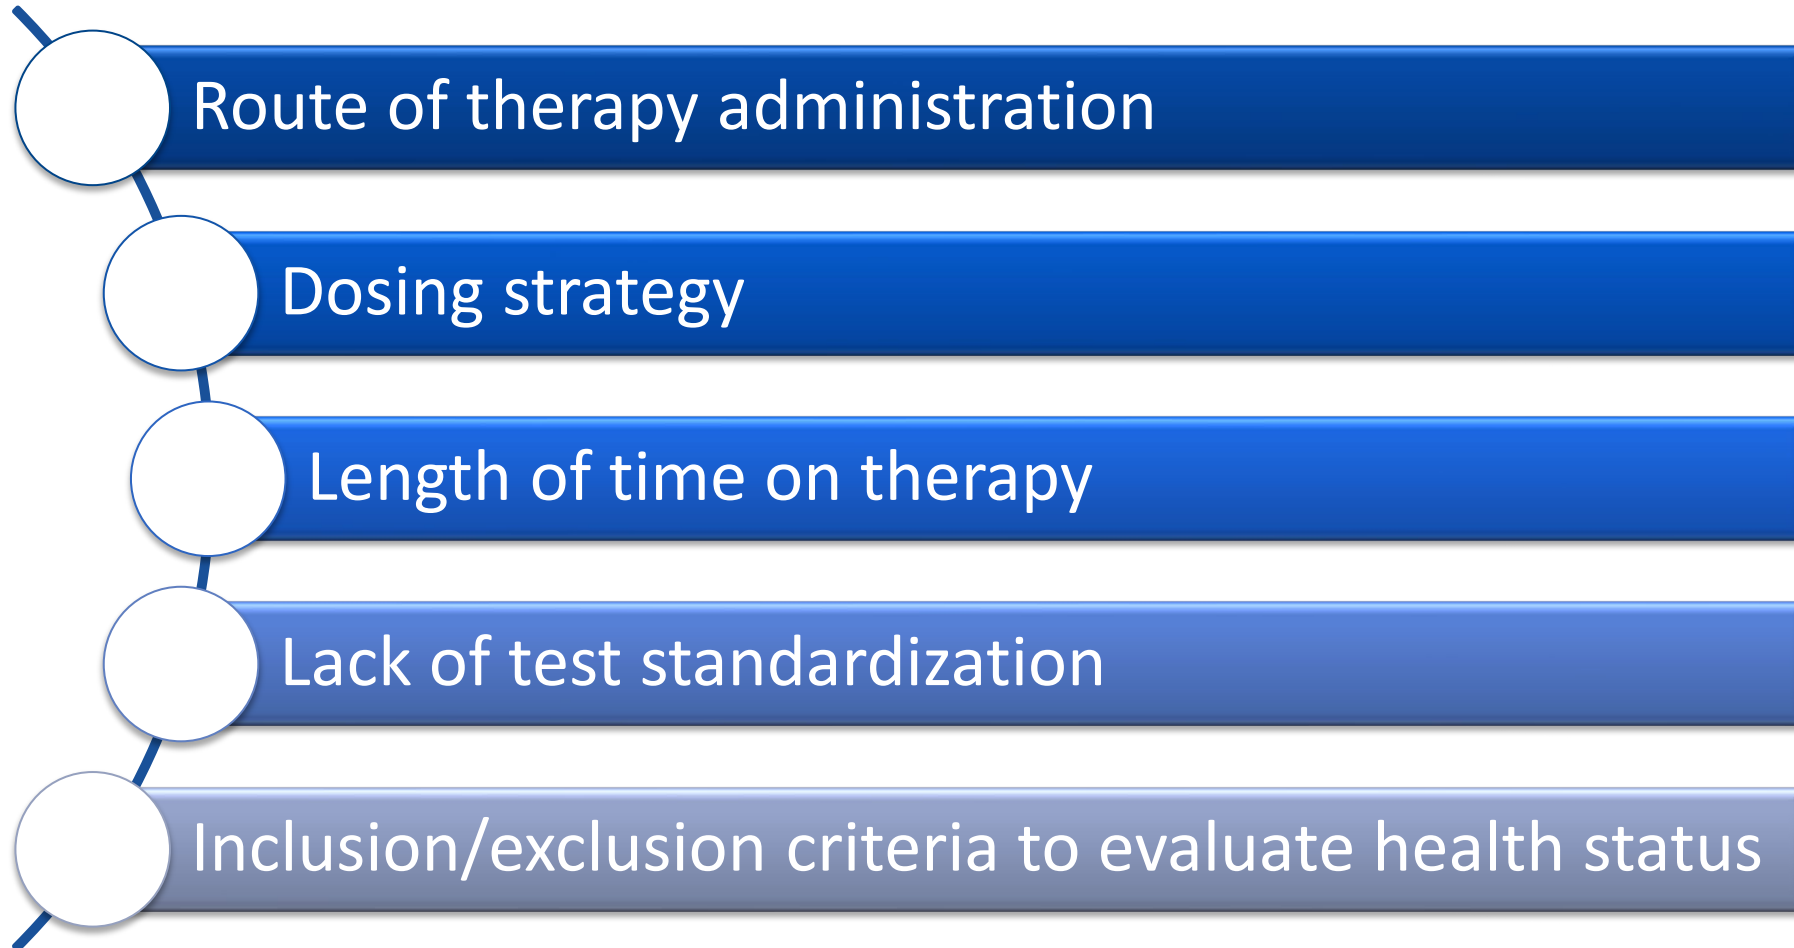 Route of therapy administration
Dosing strategy
Length of time on therapy
Lack of test standardization
Inclusion/exclusion criteria to evaluate health status